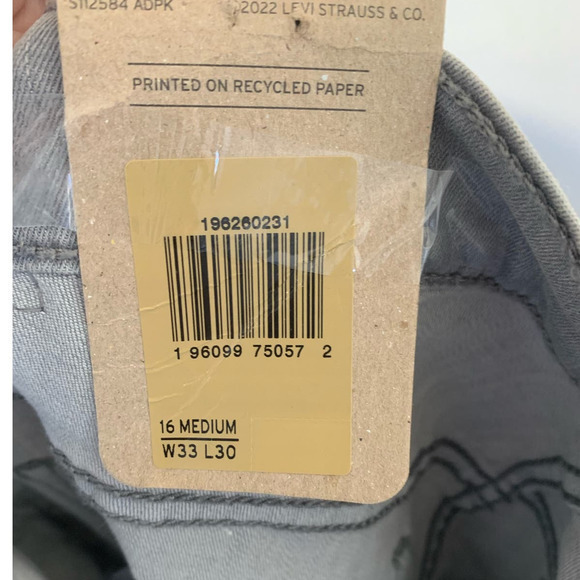 S112584 ADPK ©2022 LEVI STRAUSS & CO.
PRINTED ON RECYCLED PAPER
196260231
1 96099 75057 2
16 MEDIUM
W33 L30